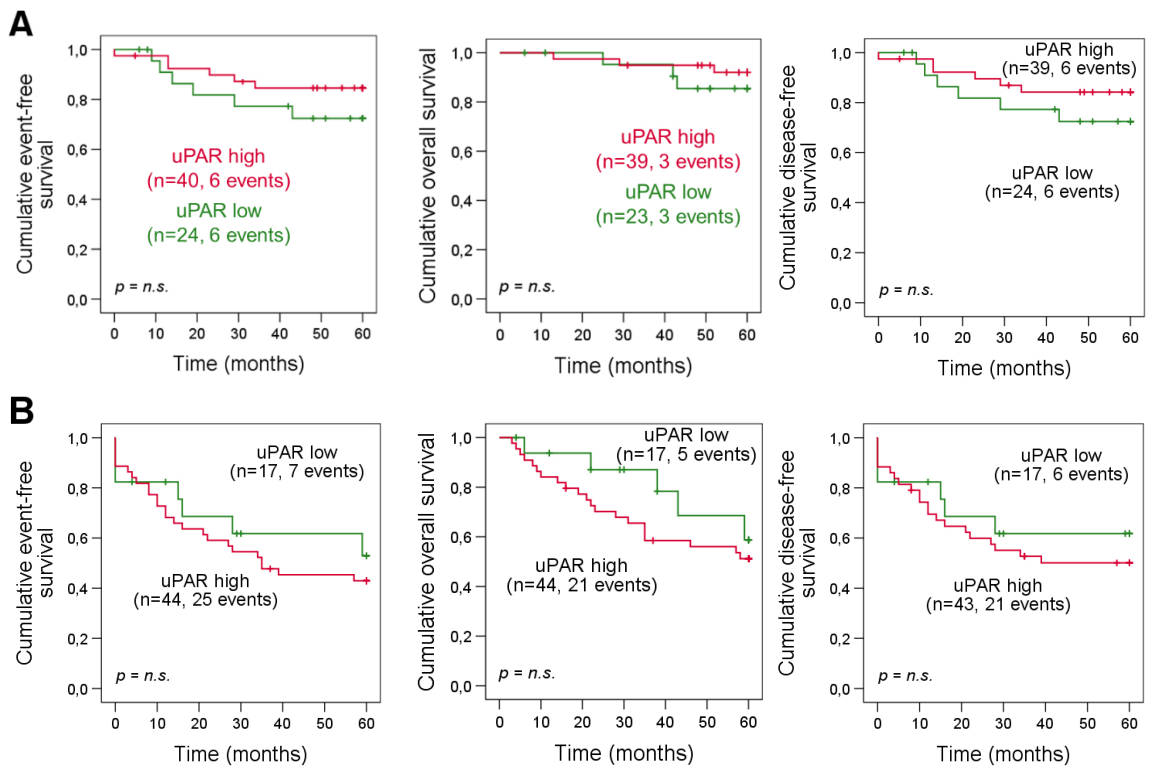 A
Cumulative event-free
survival
1,0
0,8
0,6
0,4
0,2
0,0
uPAR high
(n=40, 6 events)
uPAR low
(n=24, 6 events)
p = n.s.
0 10 20 30 40 50 60
Time (months)
Cumulative overall survival
1,0
0,8
0,6
0,4
0,2
0,0
uPAR high
(n=39, 3 events)
uPAR low
(n=23, 3 events)
p = n.s.
0 10 20 30 40 50 60
Time (months)
Cumulative disease-free
survival
1,0
0,8
0,6
0,4
0,2
0,0
uPAR high
(n=39, 6 events)
uPAR low
(n=24, 6 events)
p = n.s.
0 10 20 30 40 50 60
Time (months)
B
Cumulative event-free
survival
1,0
0,8
0,6
0,4
0,2
0,0
uPAR low
(n=17, 7 events)
uPAR high
(n=44, 25 events)
p = n.s.
0 10 20 30 40 50 60
Time (months)
Cumulative overall survival
1,0
0,8
0,6
0,4
0,2
0,0
uPAR low
(n=17, 5 events)
uPAR high
(n=44, 21 events)
p = n.s.
0 10 20 30 40 50 60
Time (months)
Cumulative disease-free
survival
1,0
0,8
0,6
0,4
0,2
0,0
uPAR low
(n=17, 6 events)
uPAR high
(n=43, 21 events)
p = n.s.
0 10 20 30 40 50 60
Time (months)